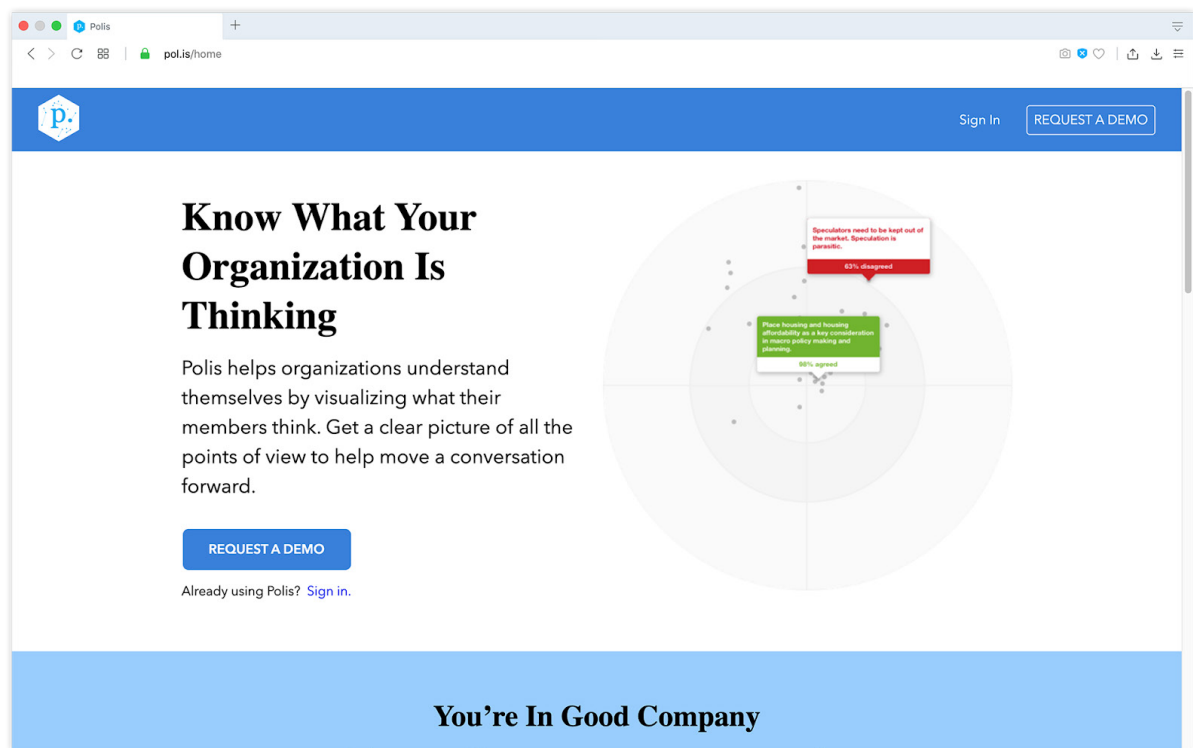 Polis
pol.is/home
p.
Sign In
REQUEST A DEMO
Know What Your
Organization Is
Thinking
Polis helps organizations understand
themselves by visualizing what their
members think. Get a clear picture of all the
points of view to help move a conversation
forward.
REQUEST A DEMO
Already using Polis? Sign in.
Speculators need to be kept out of
the market. Speculation is
parasitic.
63% disagreed
Place housing and housing
affordability as a key consideration
in macro policy making and
planning.
98% agreed
You’re In Good Company